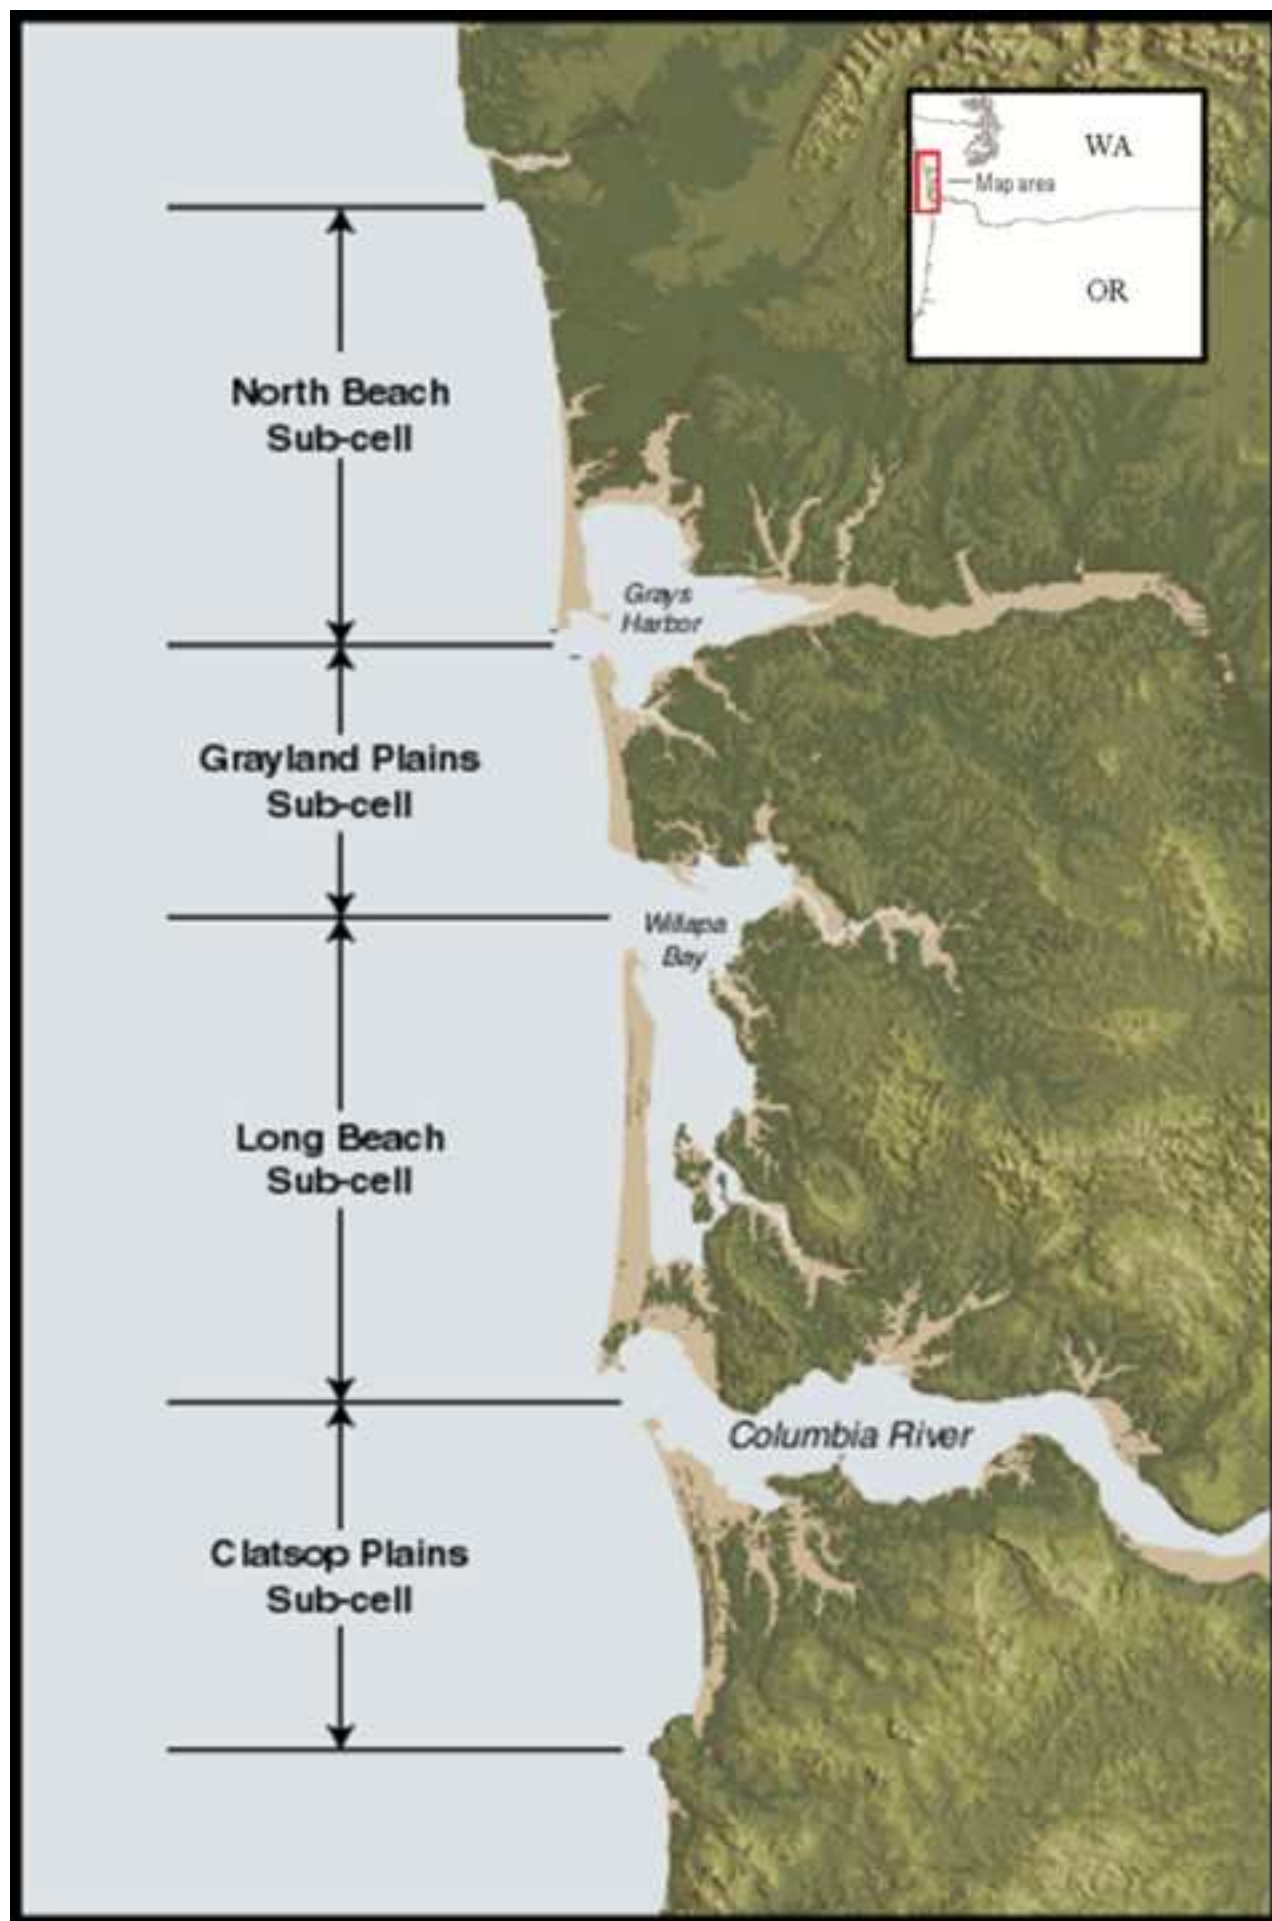 WA
Map area
OR
North Beach
Sub-cell
Grays
Harbor
Grayland Plains
Sub-cell
Willapa
Bay
Long Beach
Sub-cell
Columbia River
Clatsop Plains
Sub-cell